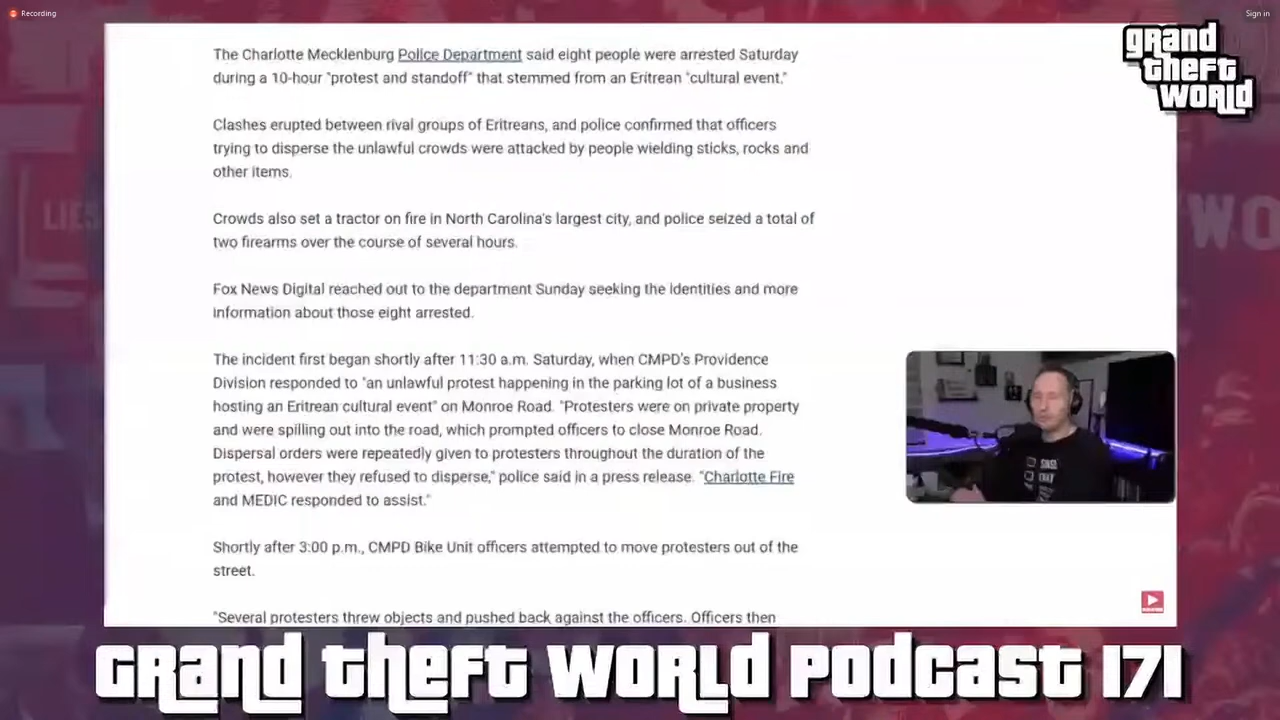 Recording
Sign in
grand
theft
world
The Charlotte Mecklenburg Police Department said eight people were arrested Saturday
during a 10-hour "protest and standoff" that stemmed from an Eritrean "cultural event."
Clashes erupted between rival groups of Eritreans, and police confirmed that officers
trying to disperse the unlawful crowds were attacked by people wielding sticks, rocks and
other items.
Crowds also set a tractor on fire in North Carolina's largest city, and police seized a total of
two firearms over the course of several hours.
Fox News Digital reached out to the department Sunday seeking the identities and more
information about those eight arrested.
The incident first began shortly after 11:30 a.m. Saturday, when CMPD's Providence
Division responded to "an unlawful protest happening in the parking lot of a business
hosting an Eritrean cultural event" on Monroe Road. "Protesters were on private property
and were spilling out into the road, which prompted officers to close Monroe Road.
Dispersal orders were repeatedly given to protesters throughout the duration of the
protest, however they refused to disperse," police said in a press release. "Charlotte Fire
and MEDIC responded to assist."
Shortly after 3:00 p.m., CMPD Bike Unit officers attempted to move protesters out of the
street.
"Several protesters threw objects and pushed back against the officers. Officers then
LIES
WO
GRAND THEFT WORLD PODCAST 171